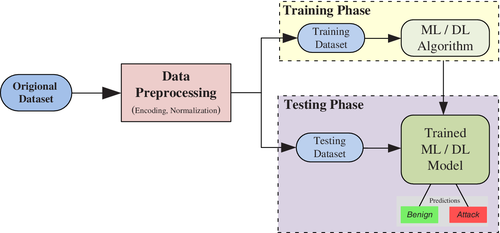 Training Phase
Training
Dataset
ML / DL
Algorithm
Origional
Dataset
Data
Preprocessing
(Encoding, Normalization)
Testing Phase
Testing
Dataset
Trained
ML / DL
Model
Predictions
Benign
Attack